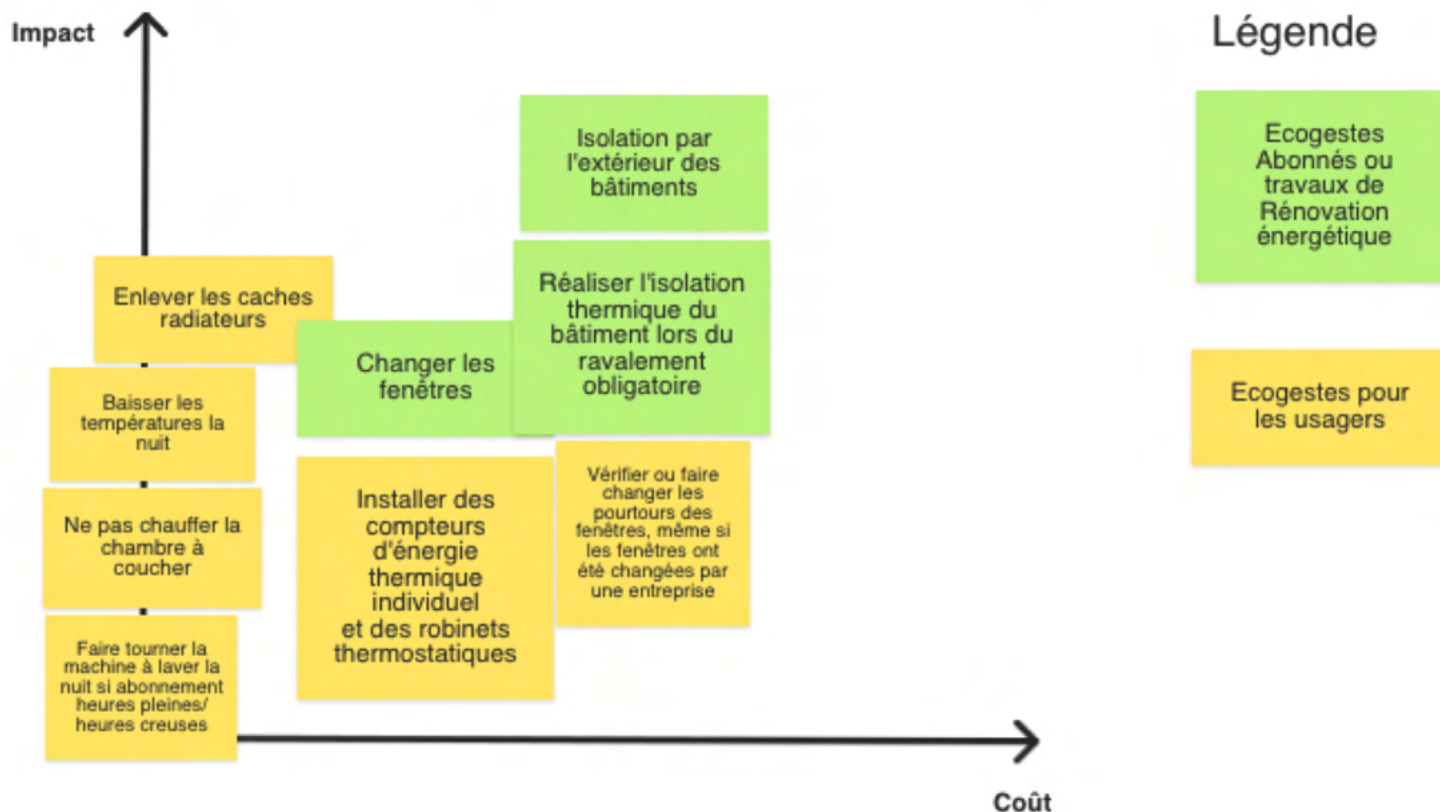 Impact
Légende
Isolation par
l'extérieur des
bâtiments
Ecogestes
Abonnés ou
travaux de
Rénovation
énergétique
Enlever les caches
radiateurs
Réaliser l'isolation
thermique du
bâtiment lors du
ravalement
obligatoire
Changer les
fenêtres
Baisser les
températures la
nuit
Ecogestes pour
les usagers
Ne pas chauffer la
chambre à
coucher
Installer des
compteurs
d'énergie
thermique
individuel
et des robinets
thermostatiques
Vérifier ou faire
changer les
pourtours des
fenêtres, même si
les fenêtres ont
été changées par
une entreprise
Faire tourner la
machine à laver la
nuit si abonnement
heures pleines/
heures creuses
Coût